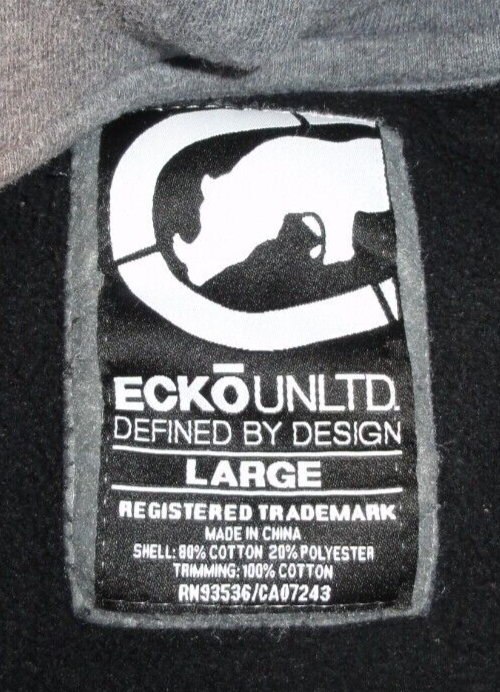 ECKŌUNLTD.
DEFINED BY DESIGN
LARGE
REGISTERED TRADEMARK
MADE IN CHINA
SHELL: 80% COTTON 20% POLYESTER
TRIMMING: 100% COTTON
RN93536/CA07243